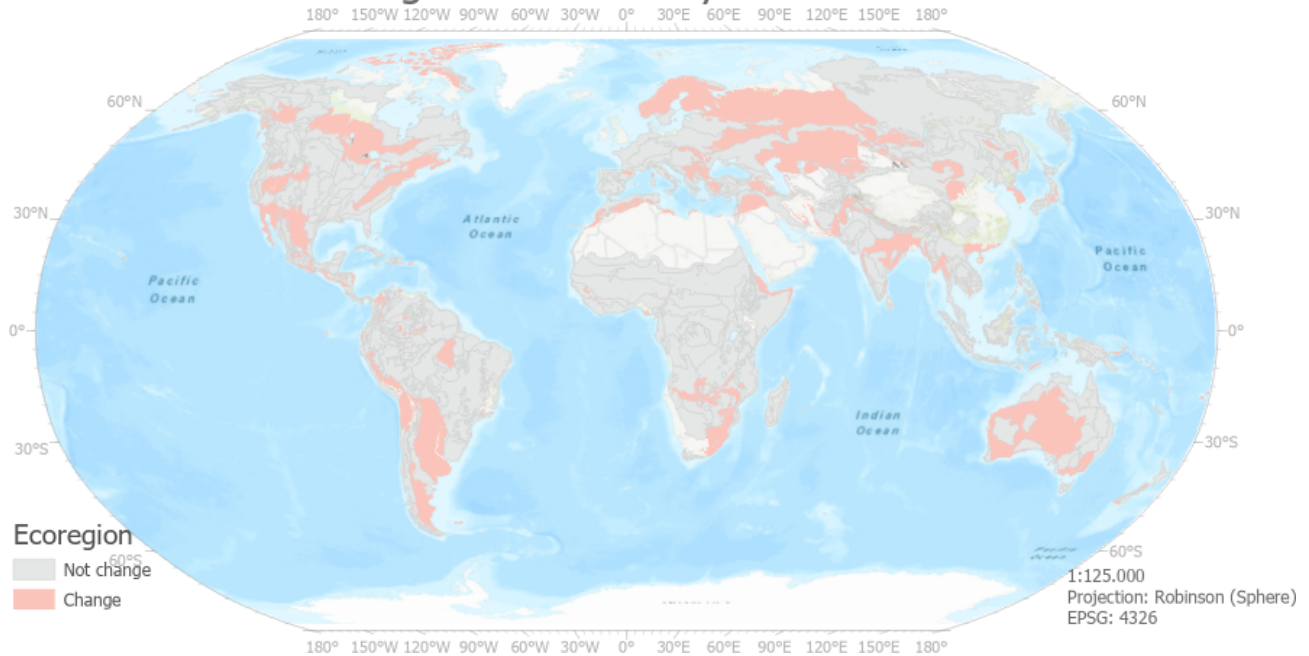 180° 150°W 120°W 90°W 60°W 30°W 0° 30°E 60°E 90°E 120°E 150°E 180°
60°N 60°N
30°N 30°N
Atlantic
Ocean
Pacific
Ocean
Pacific
Ocean
0° 0°
Indian
Ocean
30°S 30°S
Ecoregion
60°S 60°S
Not change
Change
1:125.000
Projection: Robinson (Sphere)
EPSG: 4326
180° 150°W 120°W 90°W 60°W 30°W 0° 30°E 60°E 90°E 120°E 150°E 180°